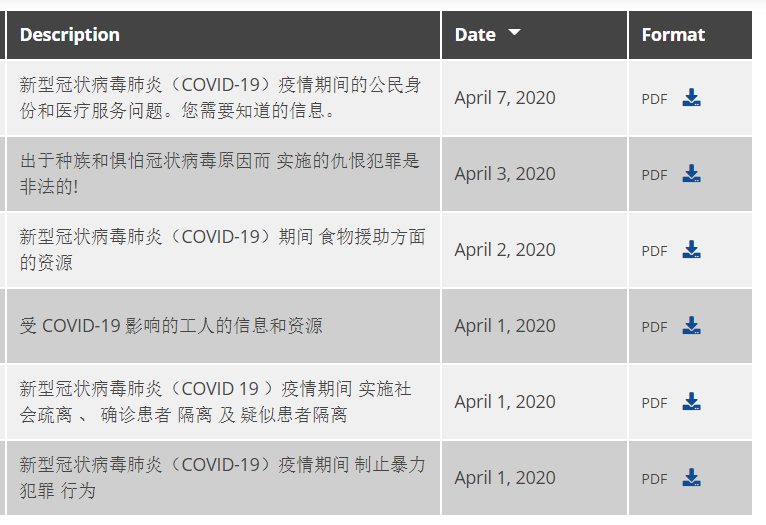 Description Date Format
新型冠状病毒肺炎（COVID-19）疫情期间的公民身
份和医疗服务问题。您需要知道的信息。
April 7, 2020 PDF
出于种族和惧怕冠状病毒原因而 实施的仇恨犯罪是
非法的!
April 3, 2020 PDF
新型冠状病毒肺炎（COVID-19）期间 食物援助方面
的资源
April 2, 2020 PDF
受 COVID-19 影响的工人的信息和资源
April 1, 2020 PDF
新型冠状病毒肺炎（COVID 19 ）疫情期间 实施社
会疏离 、 确诊患者 隔离 及 疑似患者隔离
April 1, 2020 PDF
新型冠状病毒肺炎（COVID-19）疫情期间 制止暴力
犯罪 行为
April 1, 2020 PDF